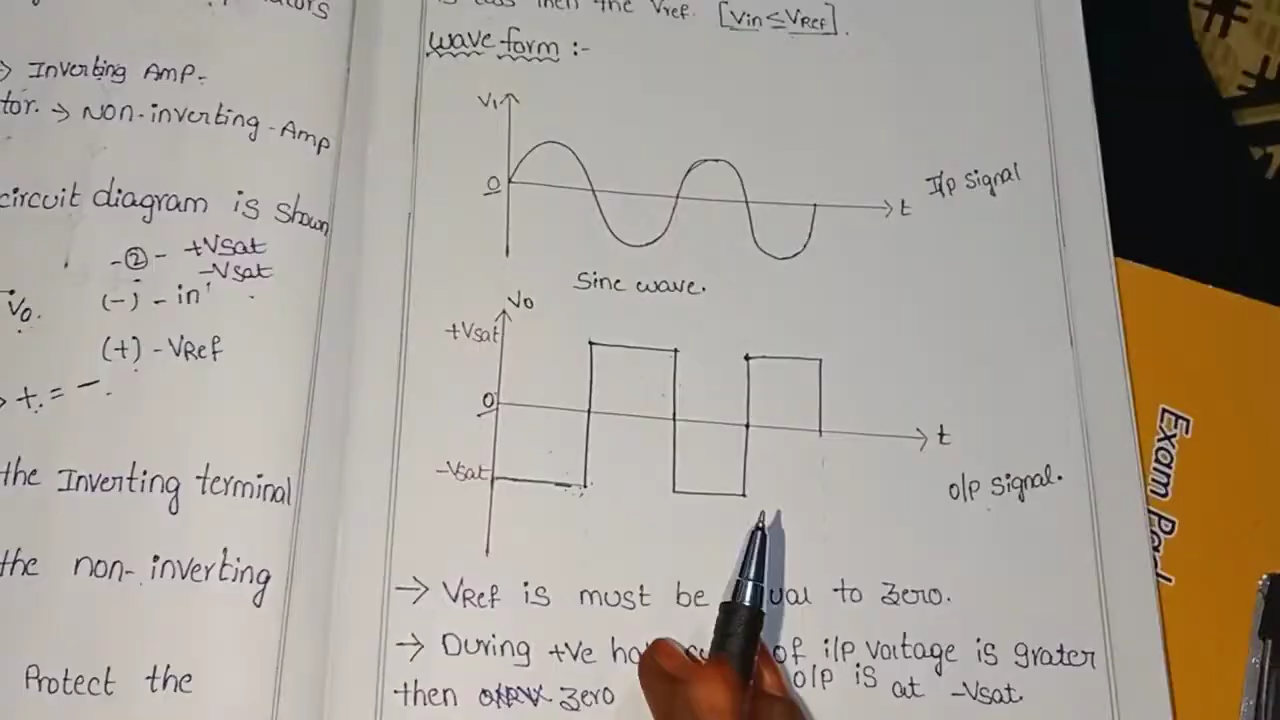 Inverting Amp.
tor. → Non-inverting-Amp
circuit diagram is shown
-②- +Vsat
-Vsat
Vo. (-) - in'
(+) - VRef
+ = -
the Inverting terminal
the non-inverting
Protect the
then the Vref. [Vin ≤ VRef].
wave form :-
V₁
0
t
I/p signal
Sine wave.
Vo
+Vsat
0
t
-Vsat
o/p signal.
→ VRef is must be to zero.
→ During +ve of i/p voltage is grater
then zero o/p is at -Vsat.
Exam Pad